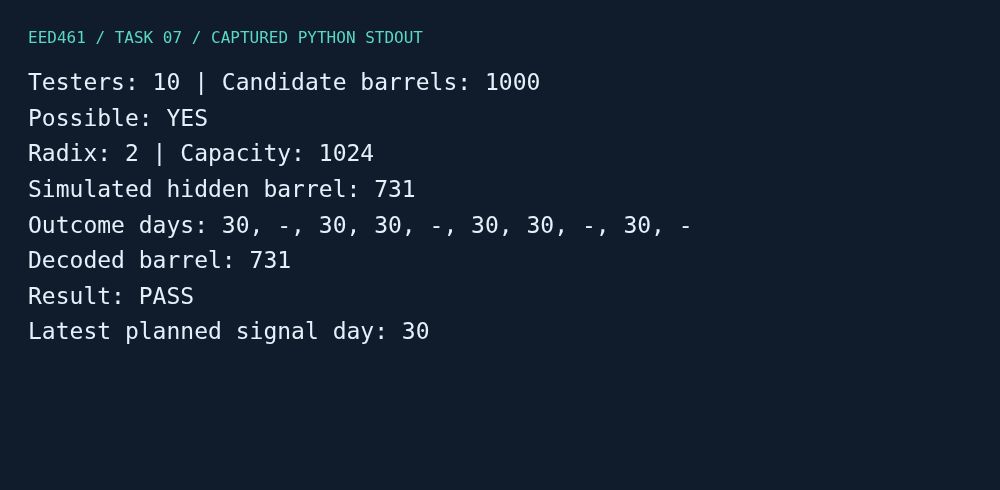 EED461 / TASK 07 / CAPTURED PYTHON STDOUT
Testers: 10 | Candidate barrels: 1000
Possible: YES
Radix: 2 | Capacity: 1024
Simulated hidden barrel: 731
Outcome days: 30, -, 30, 30, -, 30, 30, -, 30, -
Decoded barrel: 731
Result: PASS
Latest planned signal day: 30